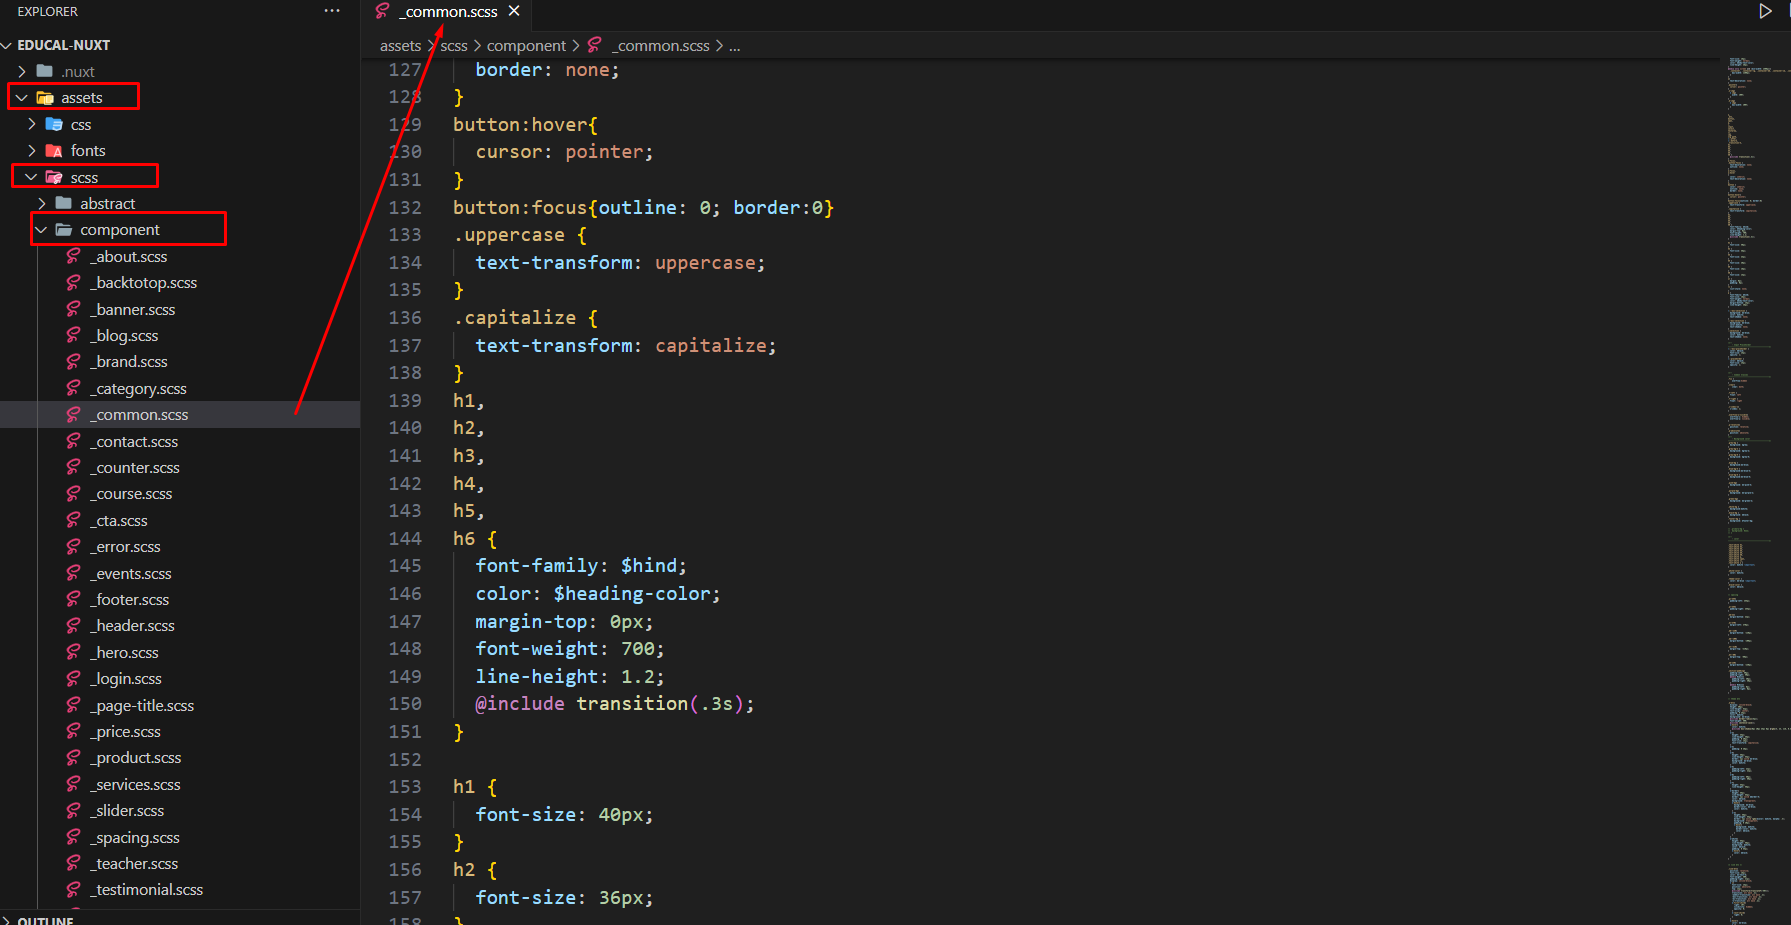 EXPLORER ...
EDUCAL-NUXT
.nuxt
assets
css
fonts
scss
abstract
component
_about.scss
_backtotop.scss
_banner.scss
_blog.scss
_brand.scss
_category.scss
_common.scss
_contact.scss
_counter.scss
_course.scss
_cta.scss
_error.scss
_events.scss
_footer.scss
_header.scss
_hero.scss
_login.scss
_page-title.scss
_price.scss
_product.scss
_services.scss
_slider.scss
_spacing.scss
_teacher.scss
_testimonial.scss
OUTLINE
_common.scss
assets > scss > component > _common.scss > ...
127 border: none;
128 }
129 button:hover{
130 cursor: pointer;
131 }
132 button:focus{outline: 0; border:0}
133 .uppercase {
134 text-transform: uppercase;
135 }
136 .capitalize {
137 text-transform: capitalize;
138 }
139 h1,
140 h2,
141 h3,
142 h4,
143 h5,
144 h6 {
145 font-family: $hind;
146 color: $heading-color;
147 margin-top: 0px;
148 font-weight: 700;
149 line-height: 1.2;
150 @include transition(.3s);
151 }
152
153 h1 {
154 font-size: 40px;
155 }
156 h2 {
157 font-size: 36px;
158 }